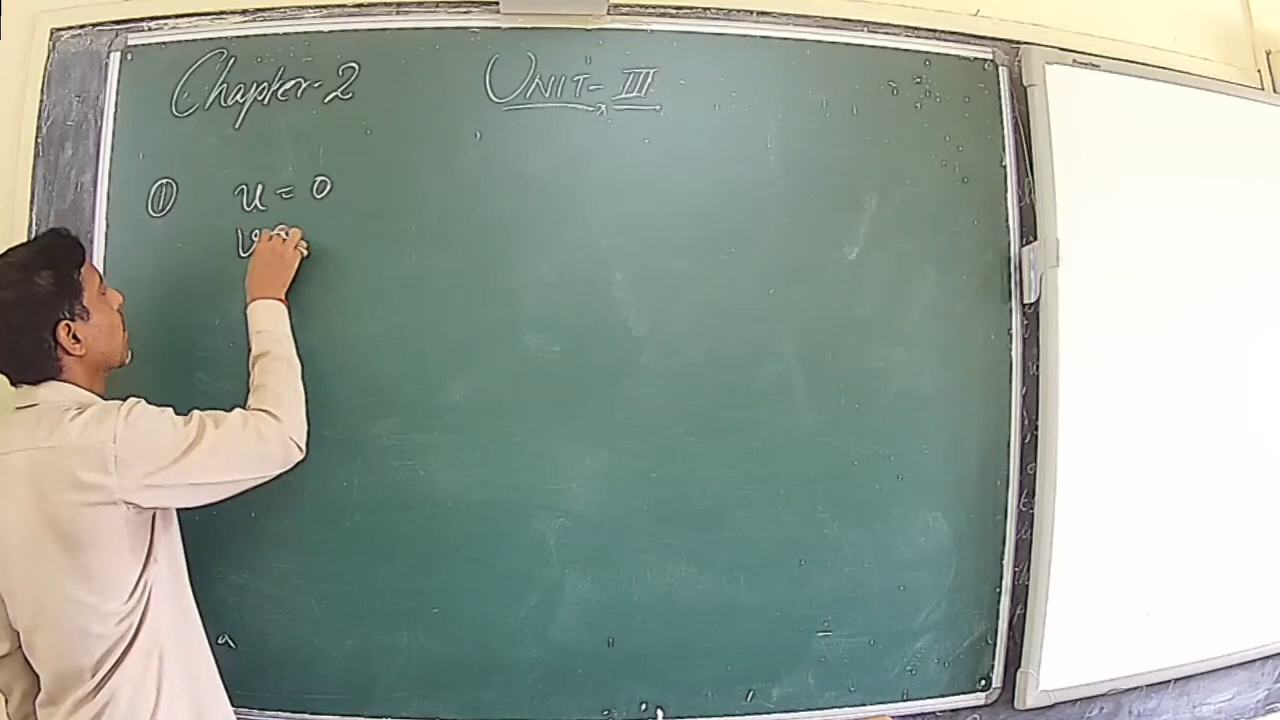 Chapter-2
UNIT-III
① u = 0
v